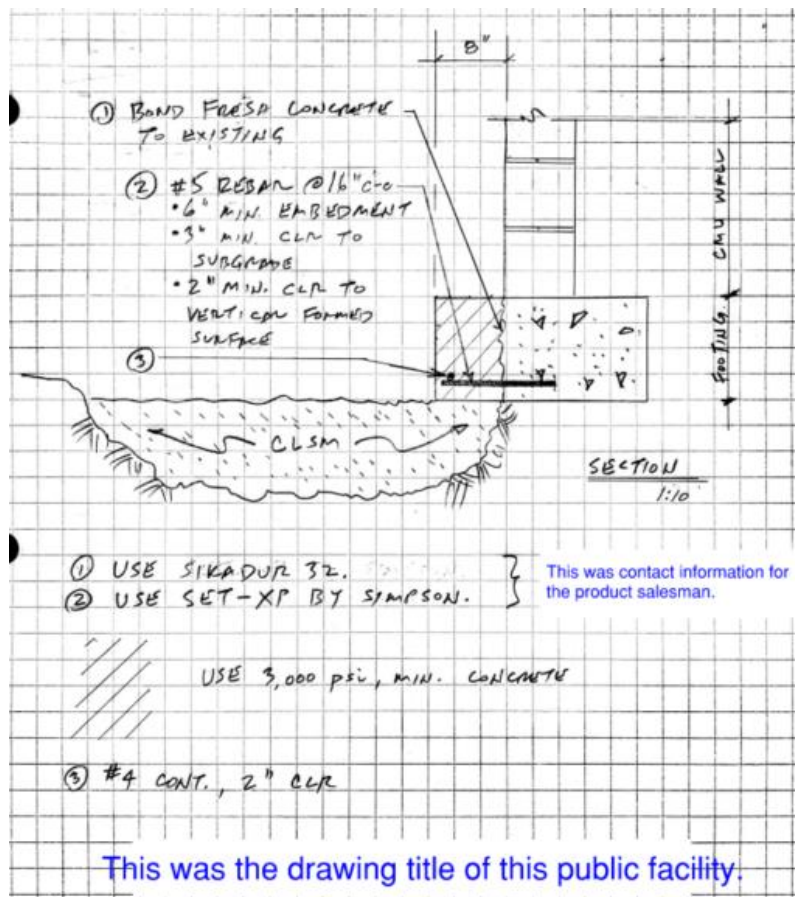 8"
① BOND FRESH CONCRETE
TO EXISTING
② #5 REBAR @ 16" c-c
• 6" MIN. EMBEDMENT
• 3" MIN. CLR TO
SUBGRADE
• 2" MIN. CLR TO
VERTICAL FORMED
SURFACE
③
CMU WALL
FOOTING
CLSM
SECTION
1:10
① USE SIKADUR 32.
② USE SET-XP BY SIMPSON.
This was contact information for
the product salesman.
USE 3,000 psi, MIN. CONCRETE
③ #4 CONT., 2" CLR
This was the drawing title of this public facility.